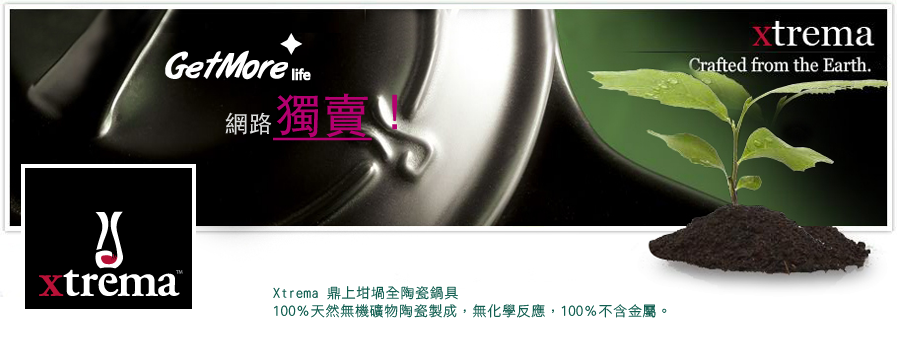 xtrema
Crafted from the Earth.
GetMore life
網路獨賣！
xtrema™
Xtrema 鼎上坩堝全陶瓷鍋具
100%天然無機礦物陶瓷製成，無化學反應，100%不含金屬。